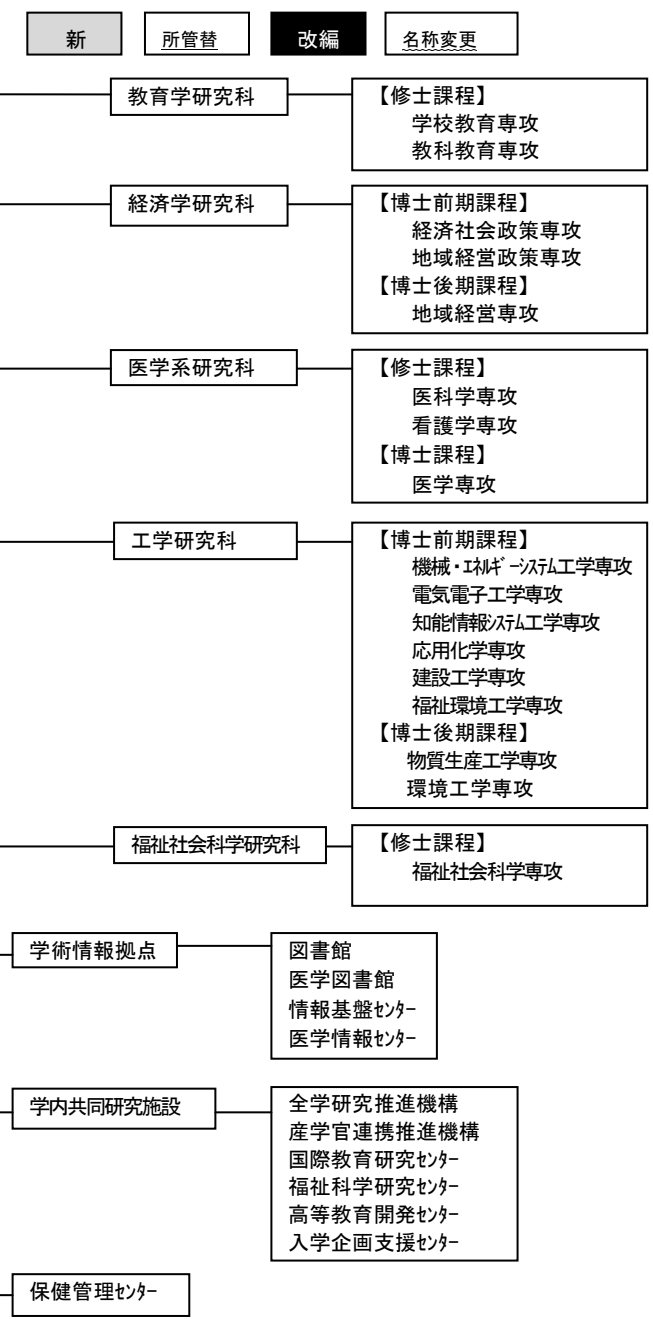 新 所管替 改編 名称変更
教育学研究科
【修士課程】
学校教育専攻
教科教育専攻
経済学研究科
【博士前期課程】
経済社会政策専攻
地域経営政策専攻
【博士後期課程】
地域経営専攻
医学系研究科
【修士課程】
医科学専攻
看護学専攻
【博士課程】
医学専攻
工学研究科
【博士前期課程】
機械・ｴﾈﾙｷﾞｰｼｽﾃﾑ工学専攻
電気電子工学専攻
知能情報ｼｽﾃﾑ工学専攻
応用化学専攻
建設工学専攻
福祉環境工学専攻
【博士後期課程】
物質生産工学専攻
環境工学専攻
福祉社会科学研究科
【修士課程】
福祉社会科学専攻
学術情報拠点
図書館
医学図書館
情報基盤ｾﾝﾀｰ
医学情報ｾﾝﾀｰ
学内共同研究施設
全学研究推進機構
産学官連携推進機構
国際教育研究ｾﾝﾀｰ
福祉科学研究ｾﾝﾀｰ
高等教育開発ｾﾝﾀｰ
入学企画支援ｾﾝﾀｰ
保健管理ｾﾝﾀｰ